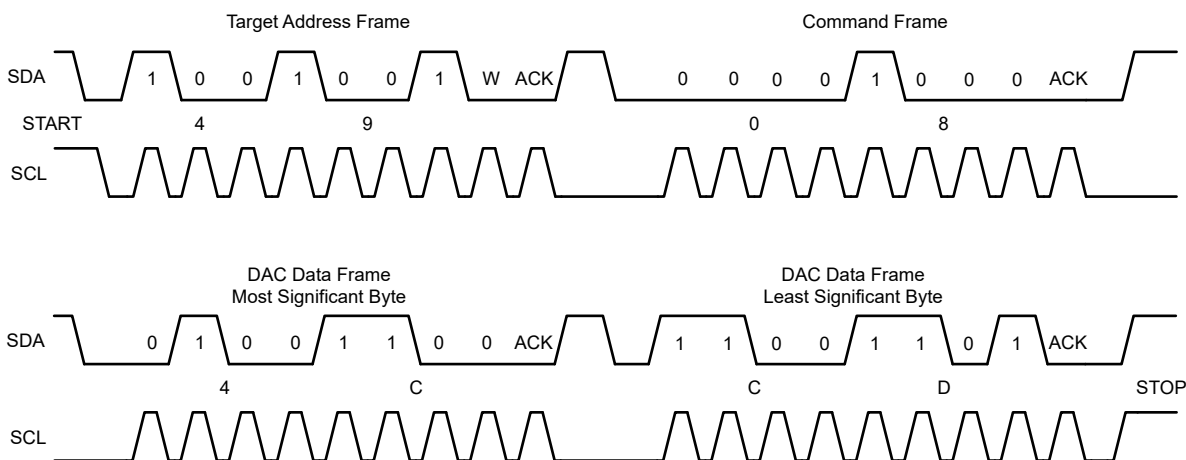 Target Address Frame Command Frame
SDA 1 0 0 1 0 0 1 W ACK 0 0 0 0 1 0 0 0 ACK
START 4 9 0 8
SCL
DAC Data Frame DAC Data Frame
Most Significant Byte Least Significant Byte
SDA 0 1 0 0 1 1 0 0 ACK 1 1 0 0 1 1 0 1 ACK
4 C C D STOP
SCL